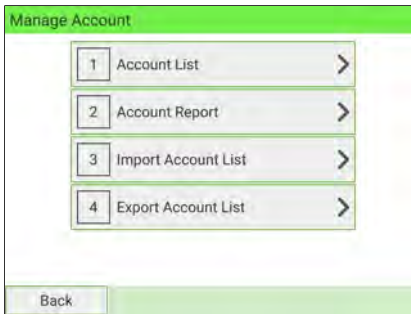 Manage Account
1 Account List
2 Account Report
3 Import Account List
4 Export Account List
Back